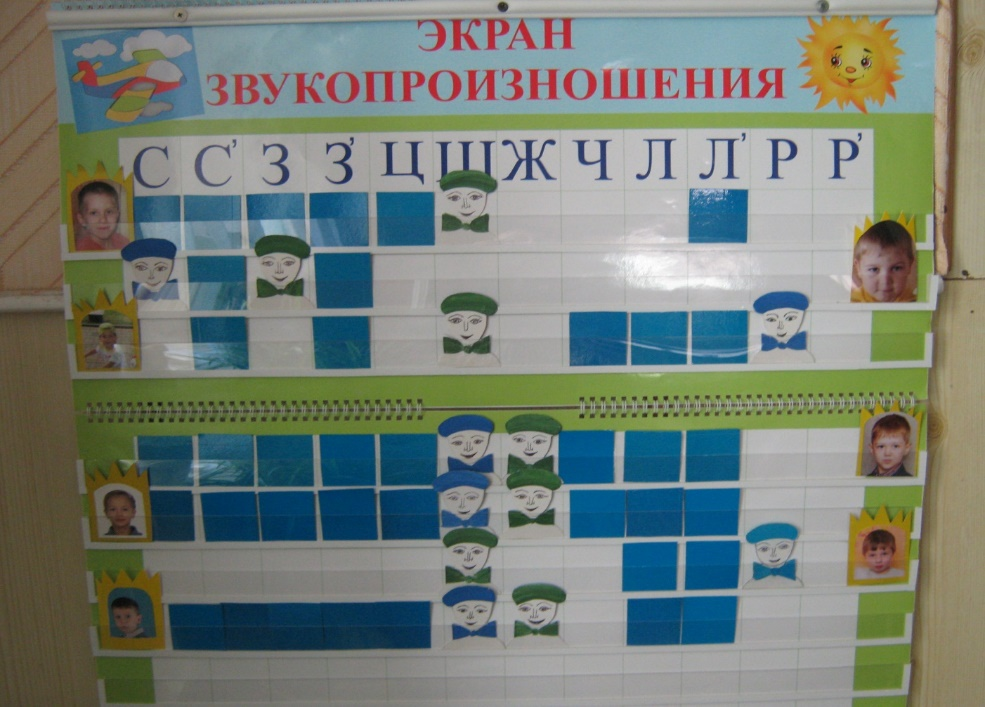 ЭКРАН
ЗВУКОПРОИЗНОШЕНИЯ
С С' З З' Ц Ш Ж Ч Л Л' Р Р'